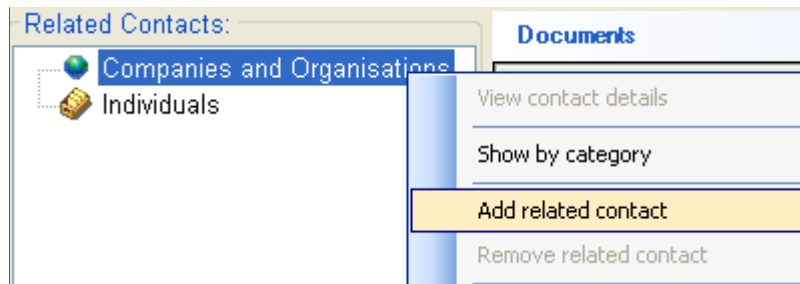 Related Contacts:
Documents
Companies and Organisations
Individuals
View contact details
Show by category
Add related contact
Remove related contact